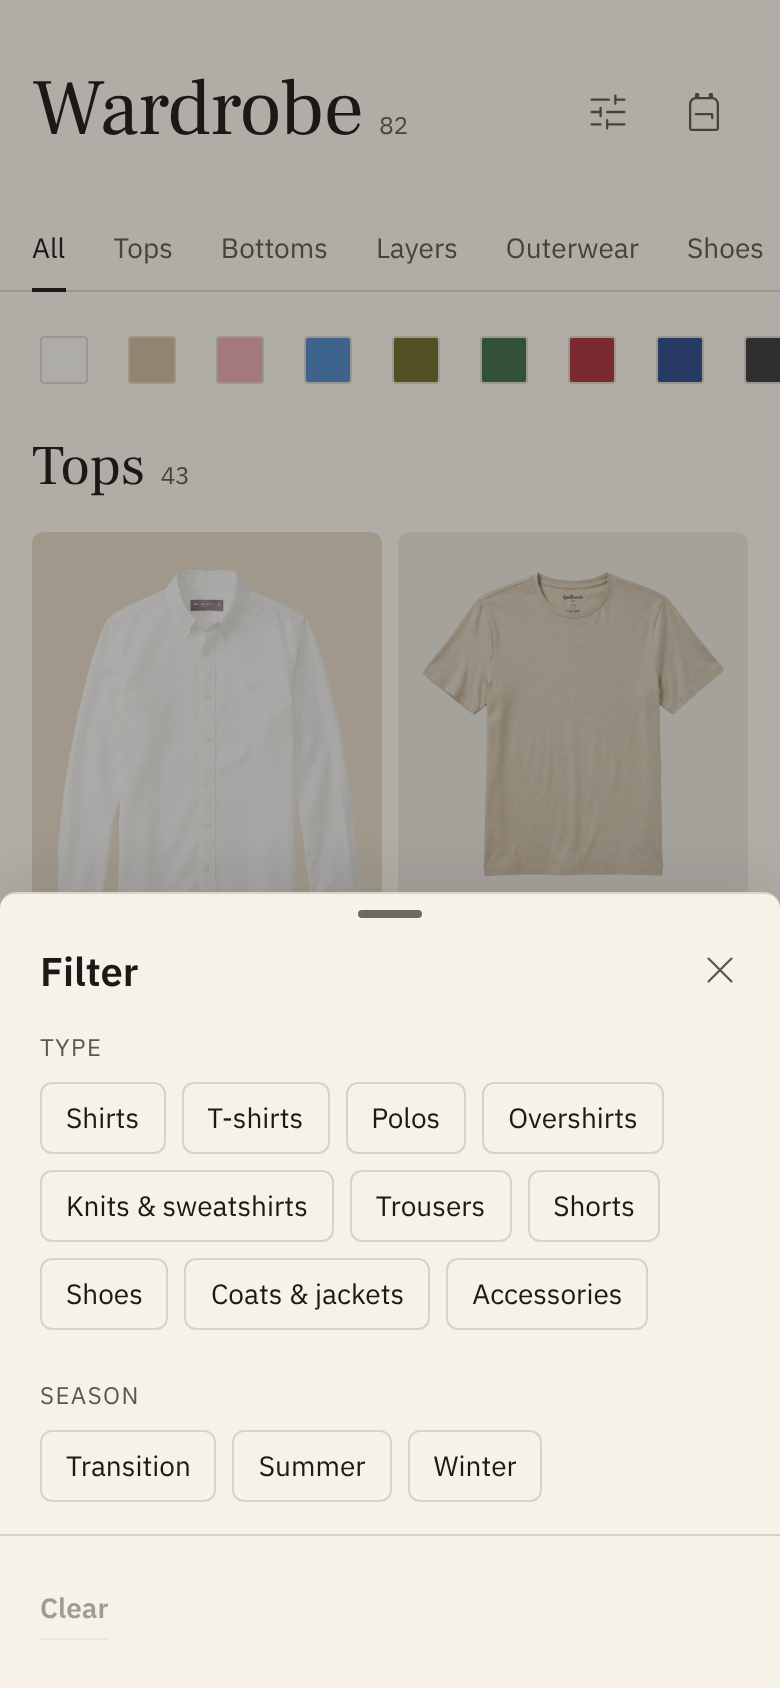 Wardrobe 82
All Tops Bottoms Layers Outerwear Shoes
Tops 43
Filter
TYPE
Shirts T-shirts Polos Overshirts
Knits & sweatshirts Trousers Shorts
Shoes Coats & jackets Accessories
SEASON
Transition Summer Winter
Clear